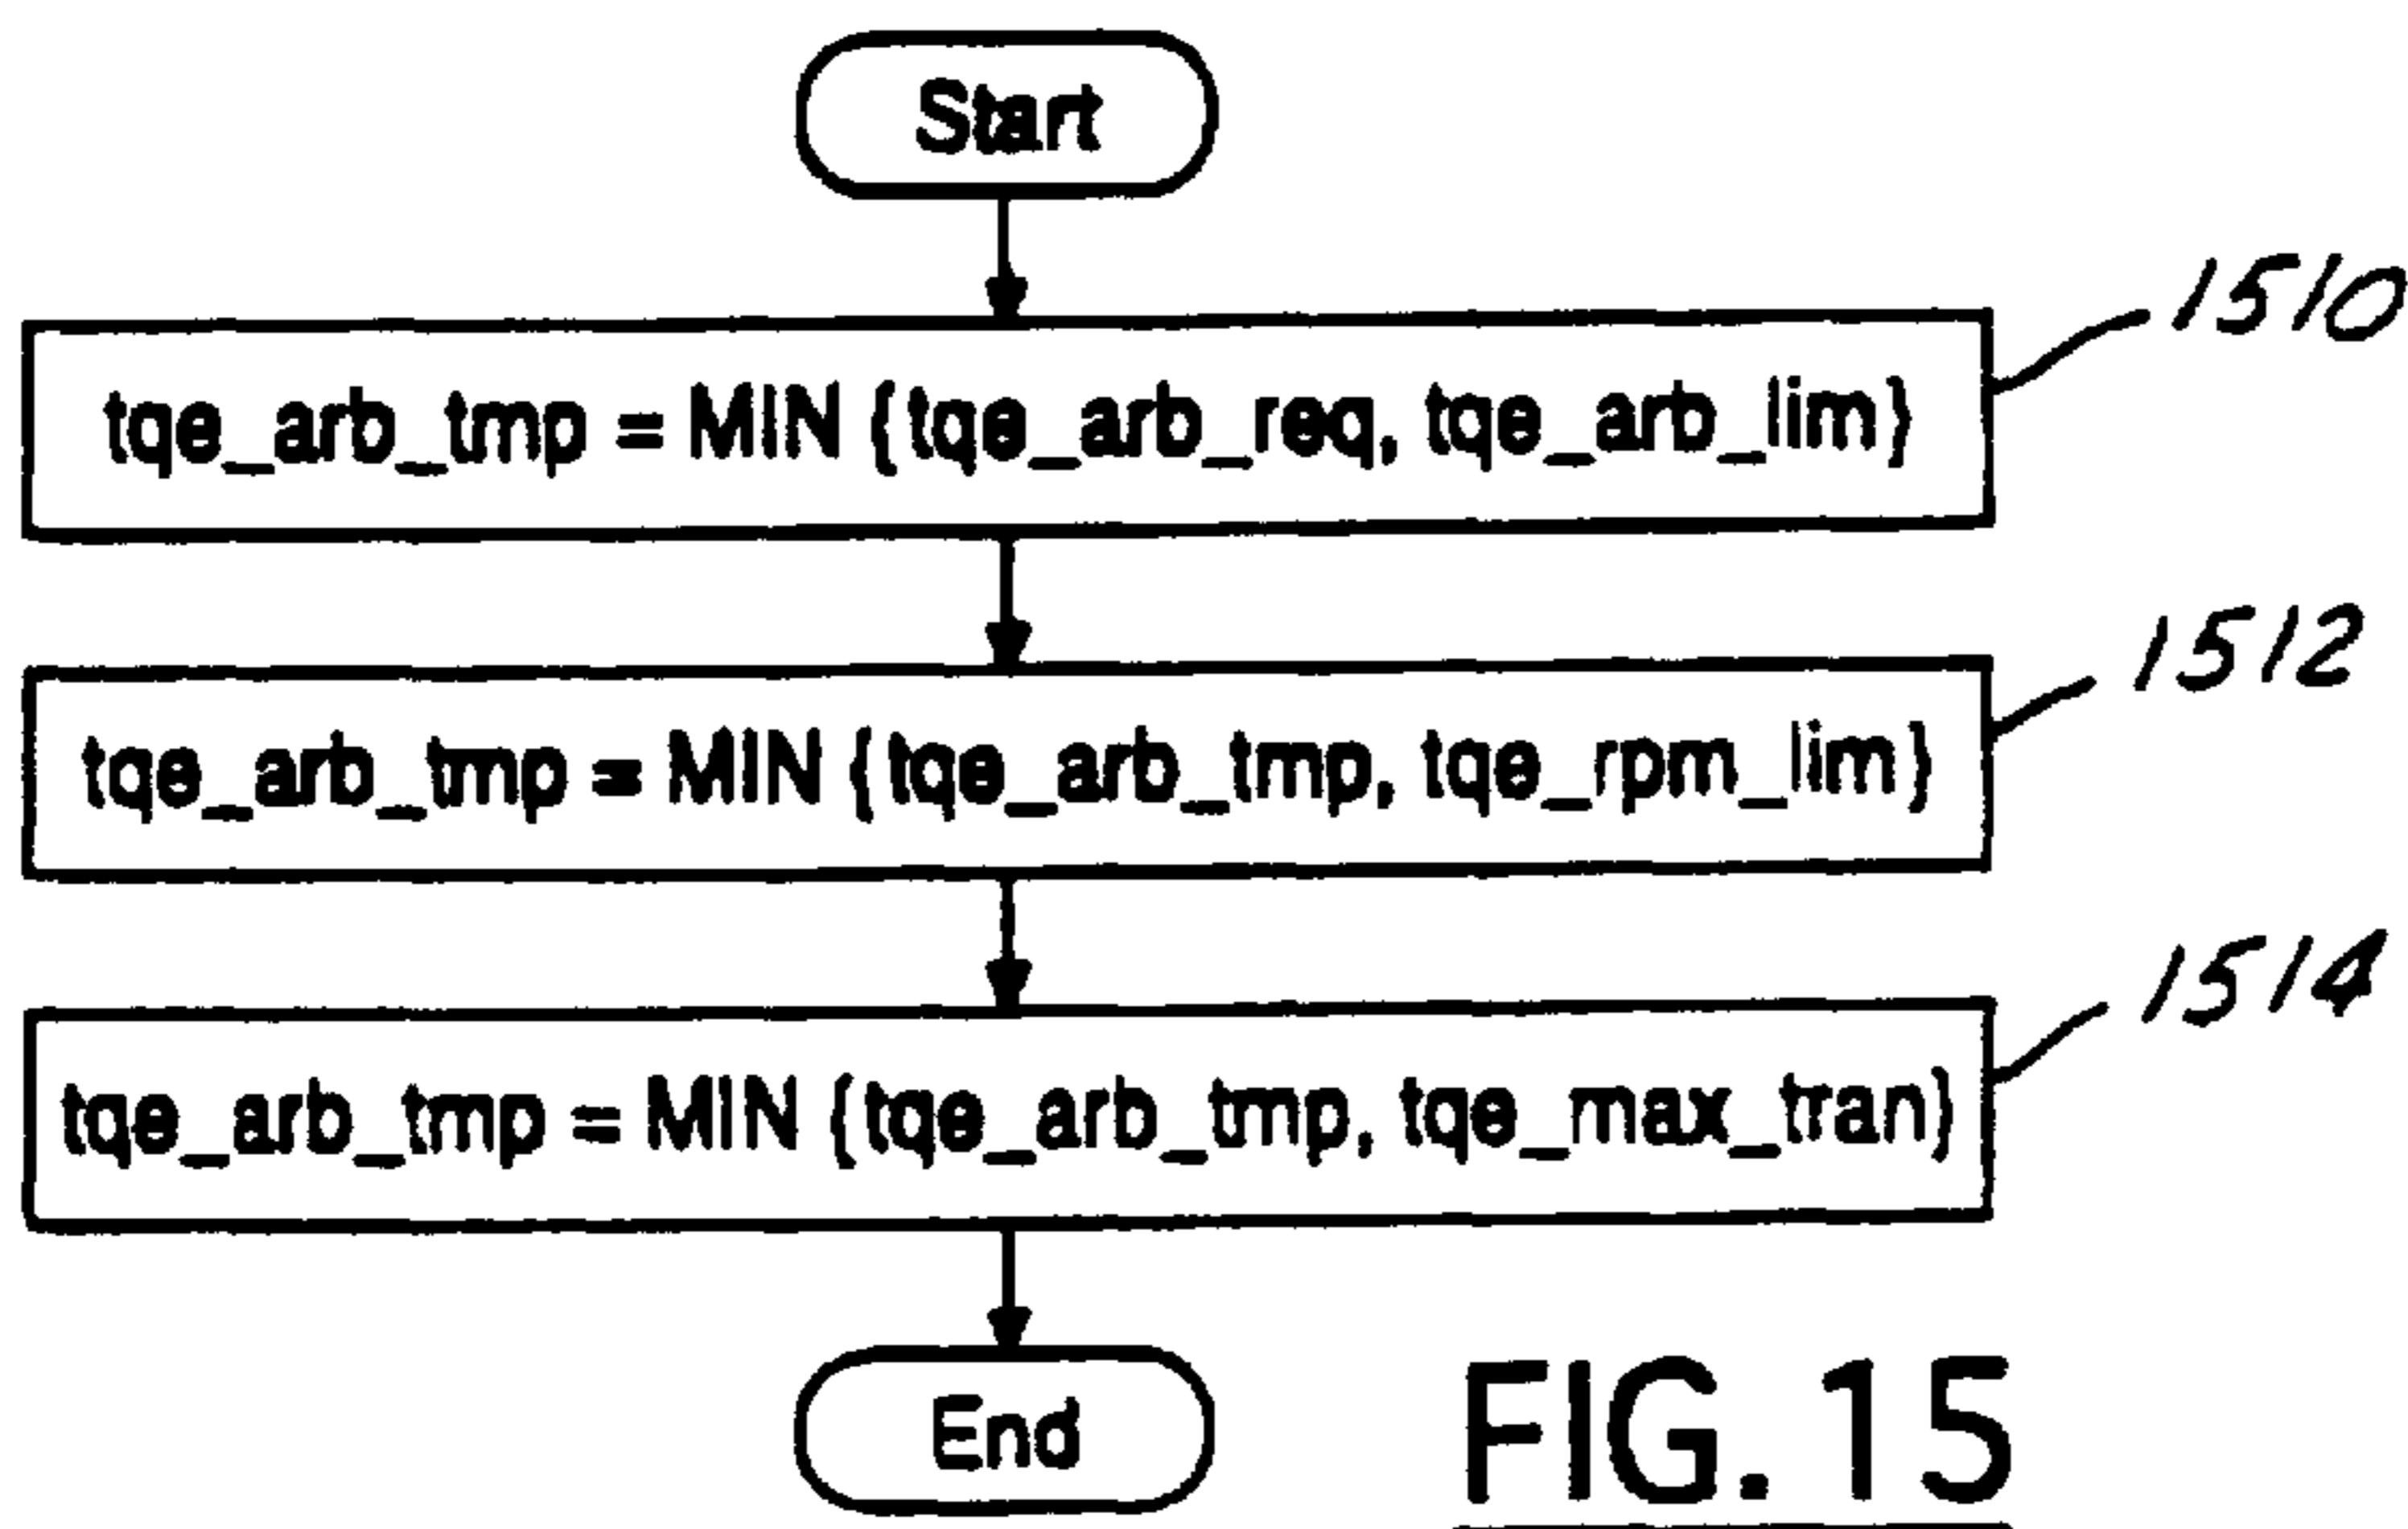 Start
1510
tqe_arb_tmp = MIN {tqe_arb_req, tqe_arb_lim}
1512
tqe_arb_tmp = MIN {tqe_arb_tmp, tqe_rpm_lim}
1514
tqe_arb_tmp = MIN {tqe_arb_tmp, tqe_max_tran}
End
FIG. 15